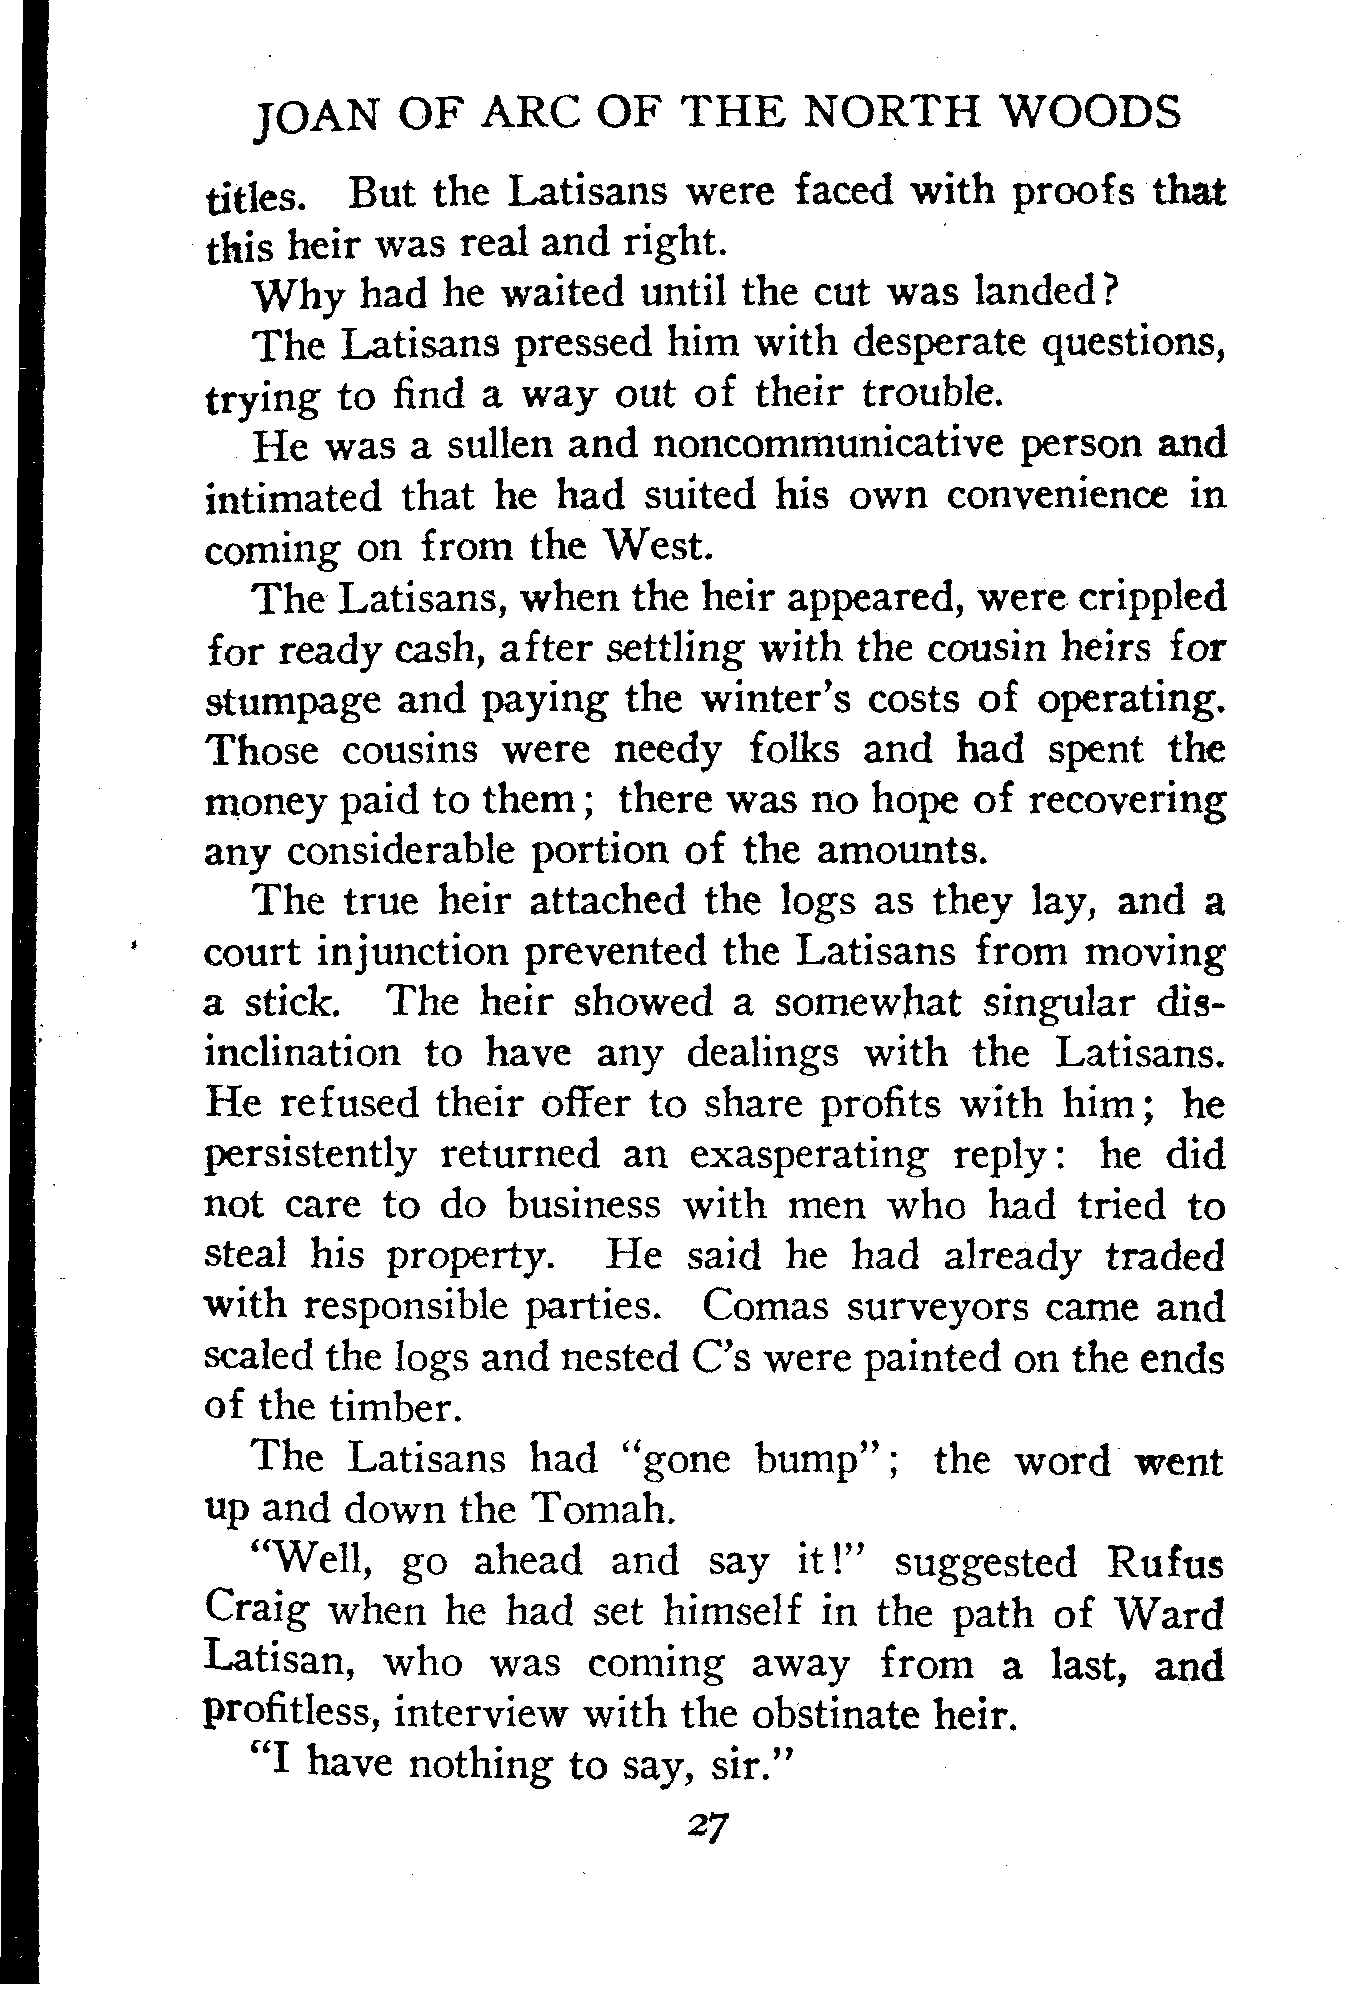 JOAN OF ARC OF THE NORTH WOODS
titles. But the Latisans were faced with proofs that
this heir was real and right.
Why had he waited until the cut was landed?
The Latisans pressed him with desperate questions,
trying to find a way out of their trouble.
He was a sullen and noncommunicative person and
intimated that he had suited his own convenience in
coming on from the West.
The Latisans, when the heir appeared, were crippled
for ready cash, after settling with the cousin heirs for
stumpage and paying the winter's costs of operating.
Those cousins were needy folks and had spent the
money paid to them; there was no hope of recovering
any considerable portion of the amounts.
The true heir attached the logs as they lay, and a
court injunction prevented the Latisans from moving
a stick. The heir showed a somewhat singular dis-
inclination to have any dealings with the Latisans.
He refused their offer to share profits with him; he
persistently returned an exasperating reply: he did
not care to do business with men who had tried to
steal his property. He said he had already traded
with responsible parties. Comas surveyors came and
scaled the logs and nested C's were painted on the ends
of the timber.
The Latisans had "gone bump"; the word went
up and down the Tomah.
"Well, go ahead and say it!" suggested Rufus
Craig when he had set himself in the path of Ward
Latisan, who was coming away from a last, and
profitless, interview with the obstinate heir.
"I have nothing to say, sir."
27